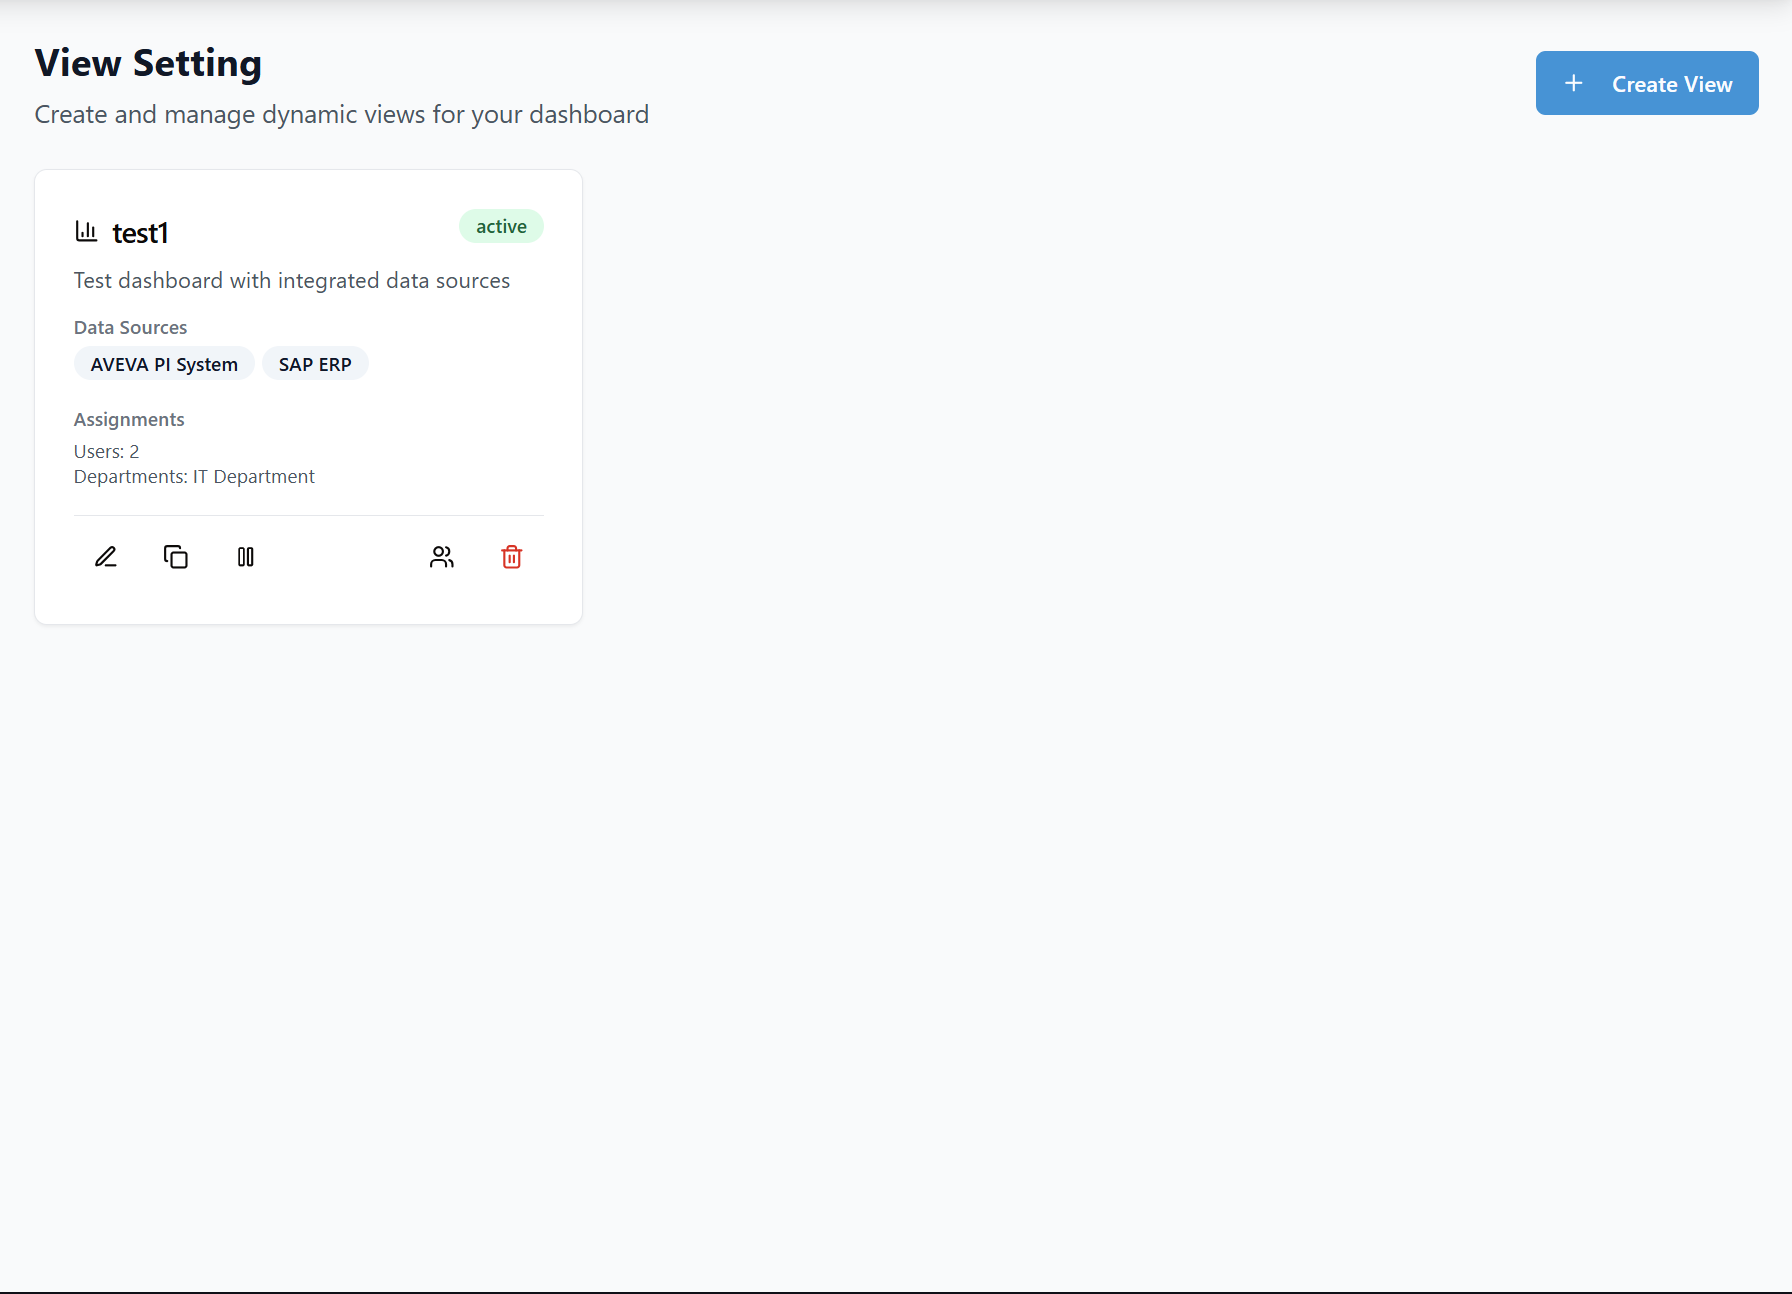 View Setting
Create and manage dynamic views for your dashboard
Create View
test1
active
Test dashboard with integrated data sources
Data Sources
AVEVA PI System SAP ERP
Assignments
Users: 2
Departments: IT Department